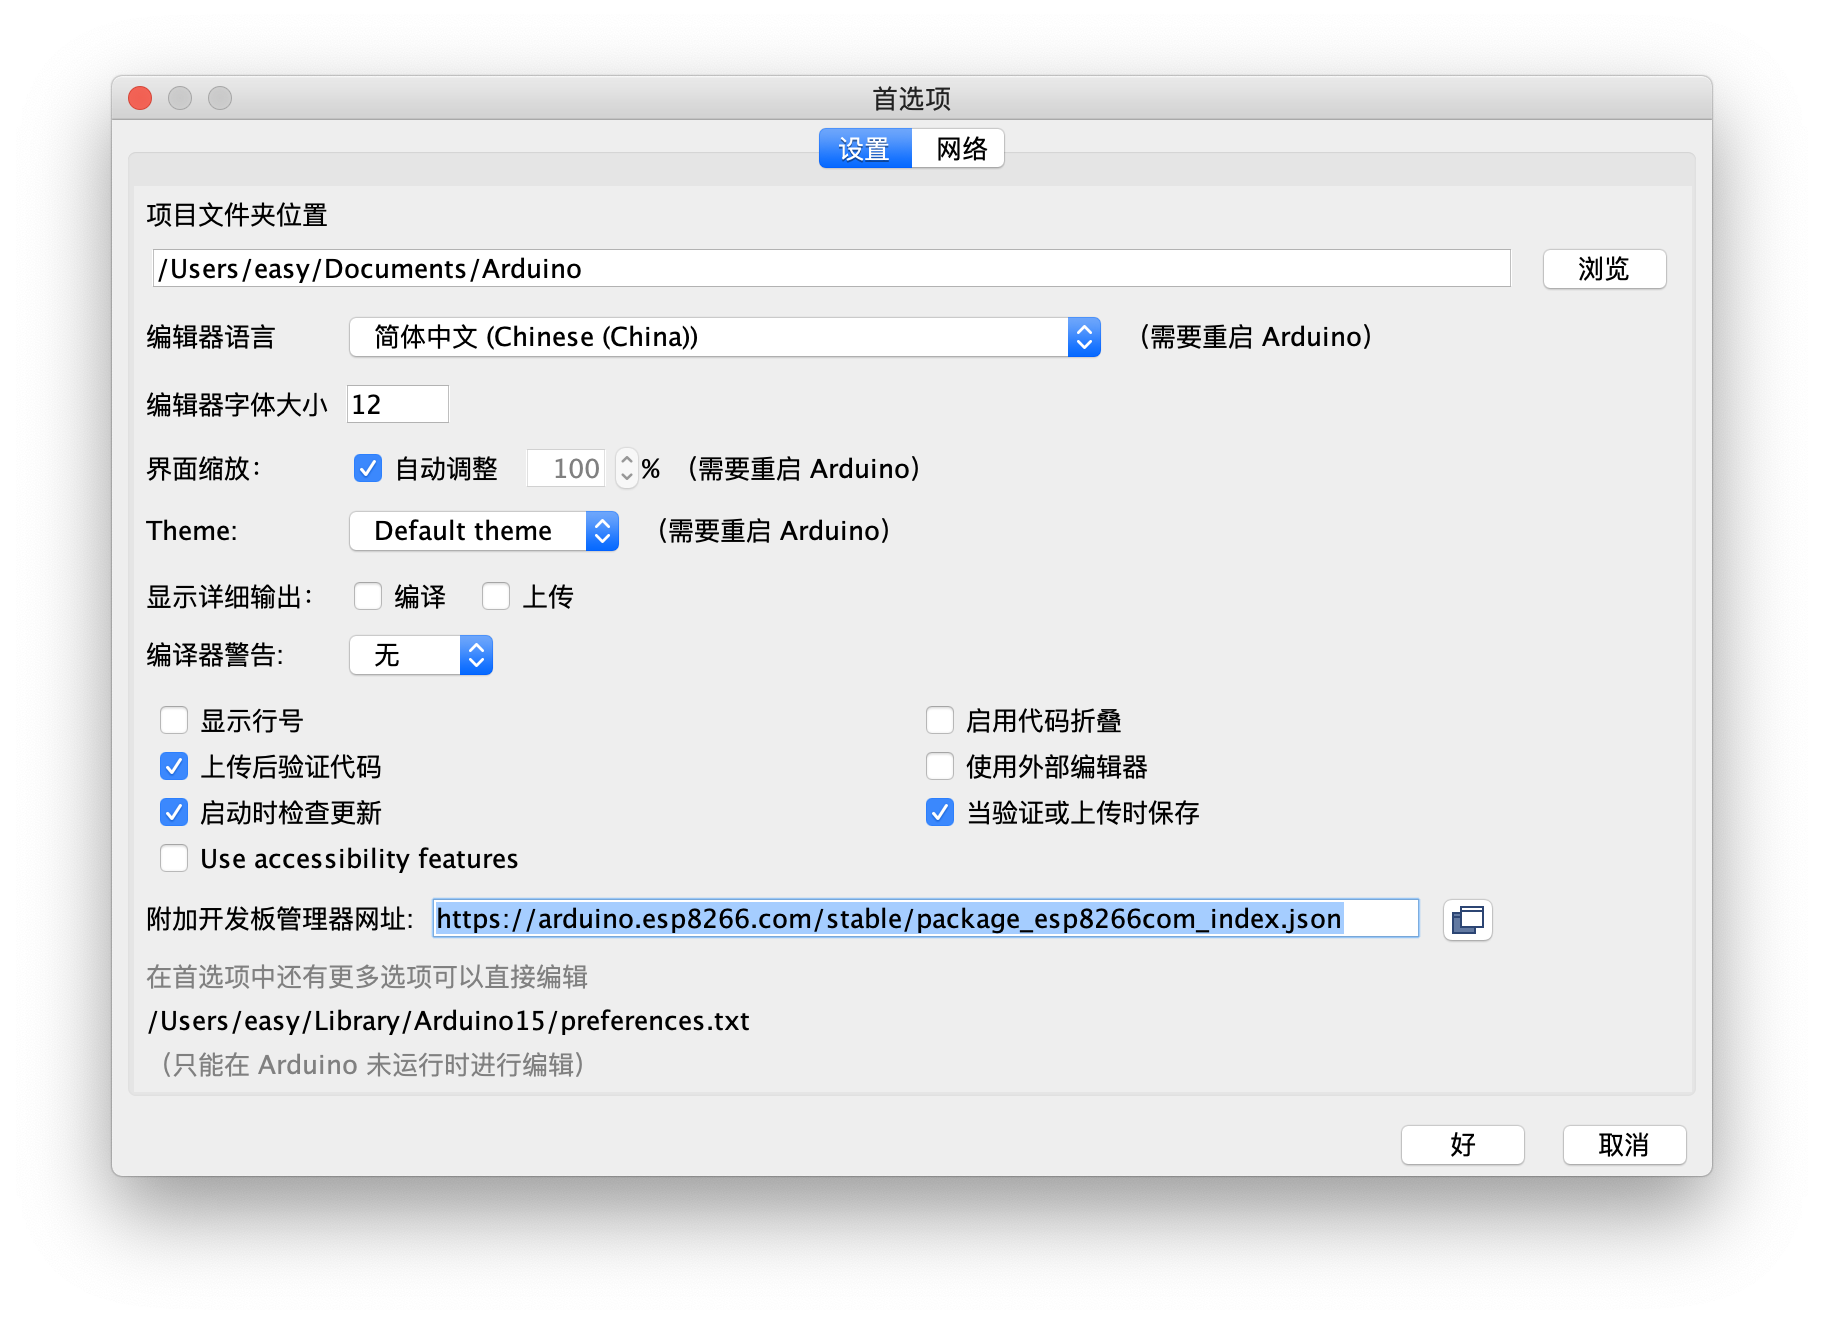 首选项
设置 网络
项目文件夹位置
/Users/easy/Documents/Arduino 浏览
编辑器语言 简体中文 (Chinese (China)) （需要重启 Arduino）
编辑器字体大小 12
界面缩放： 自动调整 100 % （需要重启 Arduino）
Theme: Default theme （需要重启 Arduino）
显示详细输出： 编译 上传
编译器警告: 无
显示行号 启用代码折叠
上传后验证代码 使用外部编辑器
启动时检查更新 当验证或上传时保存
Use accessibility features
附加开发板管理器网址: https://arduino.esp8266.com/stable/package_esp8266com_index.json
在首选项中还有更多选项可以直接编辑
/Users/easy/Library/Arduino15/preferences.txt
（只能在 Arduino 未运行时进行编辑）
好 取消